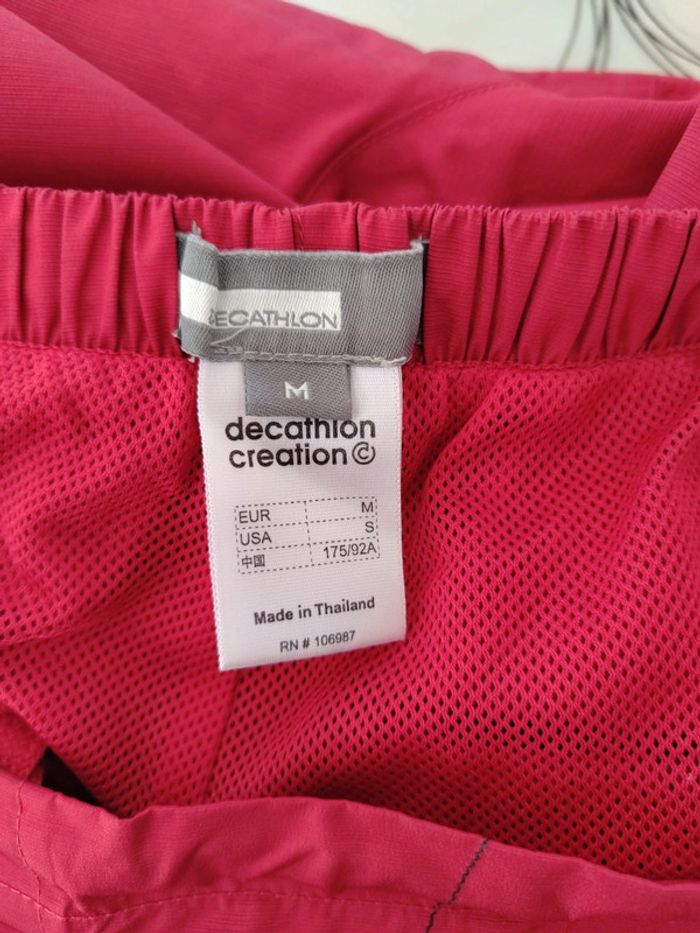 DECATHLON
M
decathlon
creation ©
EUR M
USA S
中国 175/92A
Made in Thailand
RN # 106987